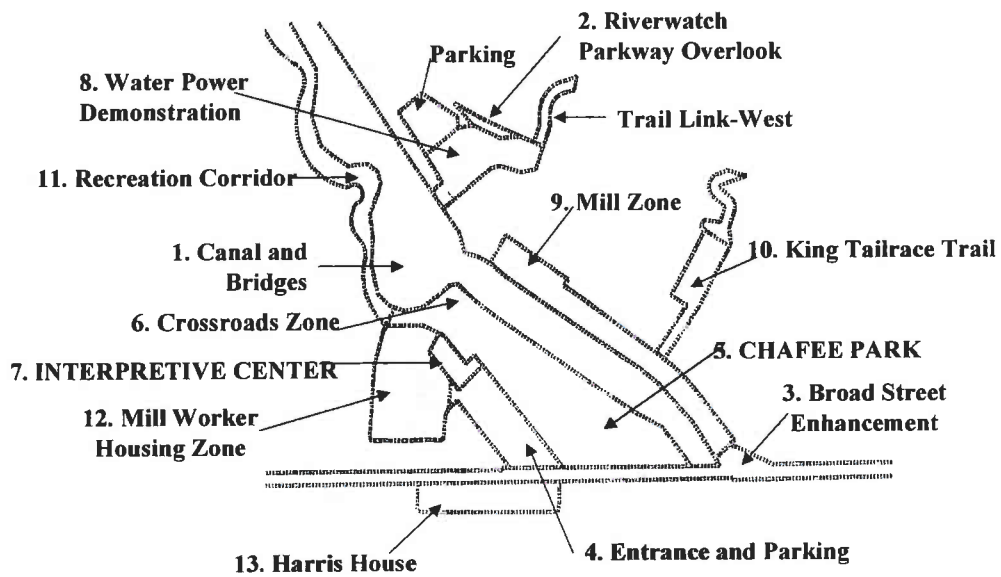 2. Riverwatch
Parkway Overlook
Parking
8. Water Power
Demonstration
Trail Link-West
11. Recreation Corridor
9. Mill Zone
1. Canal and
Bridges
10. King Tailrace Trail
6. Crossroads Zone
7. INTERPRETIVE CENTER
5. CHAFEE PARK
12. Mill Worker
Housing Zone
3. Broad Street
Enhancement
13. Harris House
4. Entrance and Parking